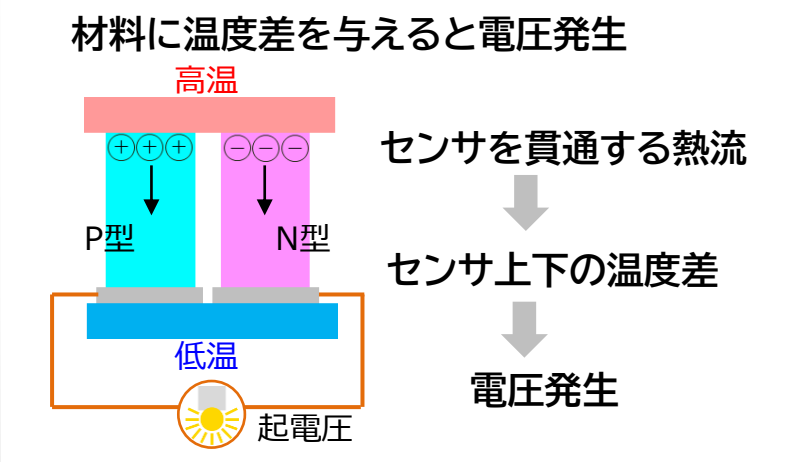 材料に温度差を与えると電圧発生
高温
+ + +
− − −
P型
N型
低温
起電圧
センサを貫通する熱流
センサ上下の温度差
電圧発生